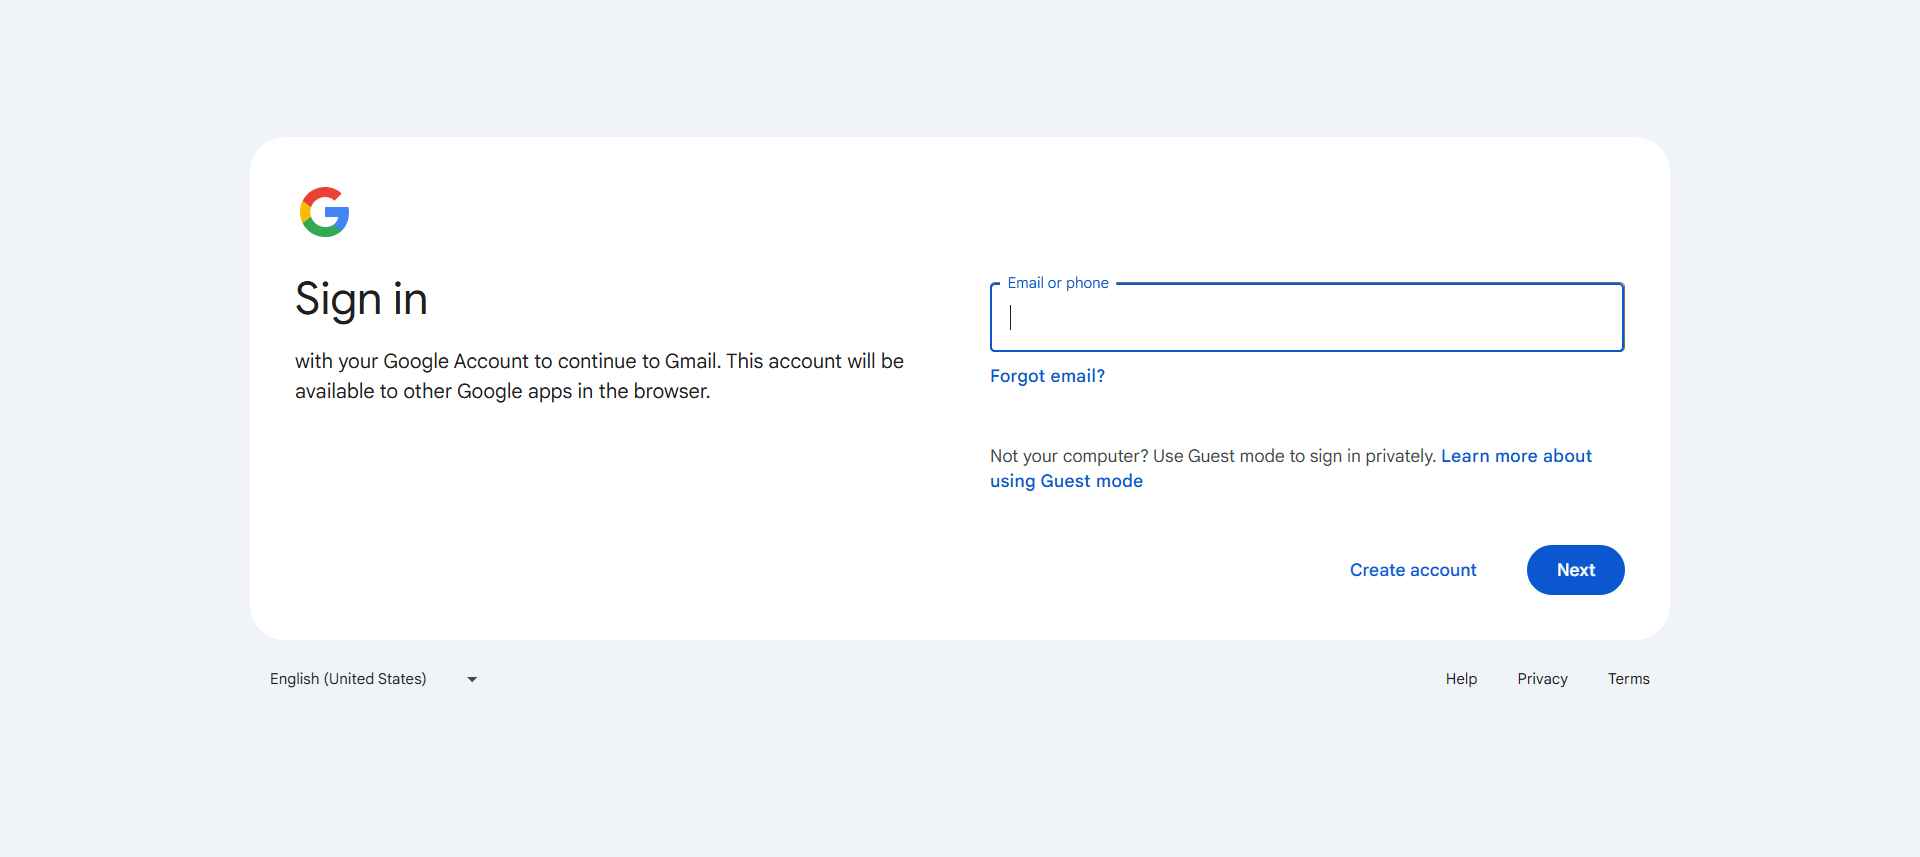 Sign in
with your Google Account to continue to Gmail. This account will be
available to other Google apps in the browser.
Email or phone
Forgot email?
Not your computer? Use Guest mode to sign in privately. Learn more about
using Guest mode
Create account
Next
English (United States)
Help
Privacy
Terms